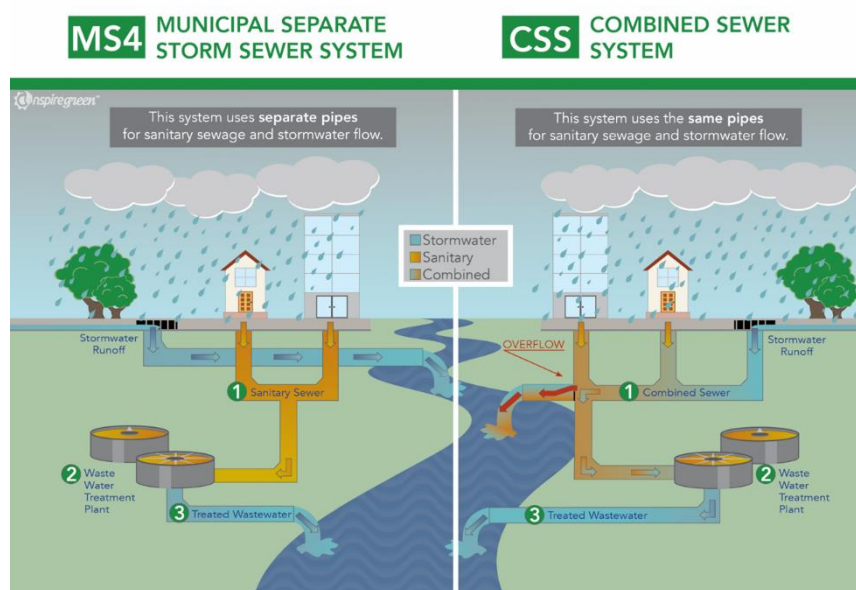 MS4
MUNICIPAL SEPARATE
STORM SEWER SYSTEM
CSS
COMBINED SEWER
SYSTEM
nspiregreen
This system uses separate pipes
for sanitary sewage and stormwater flow.
This system uses the same pipes
for sanitary sewage and stormwater flow.
Stormwater
Sanitary
Combined
Stormwater
Runoff
1 Sanitary Sewer
2 Waste
Water
Treatment
Plant
3 Treated Wastewater
OVERFLOW
Stormwater
Runoff
1 Combined Sewer
2 Waste
Water
Treatment
Plant
3 Treated Wastewater